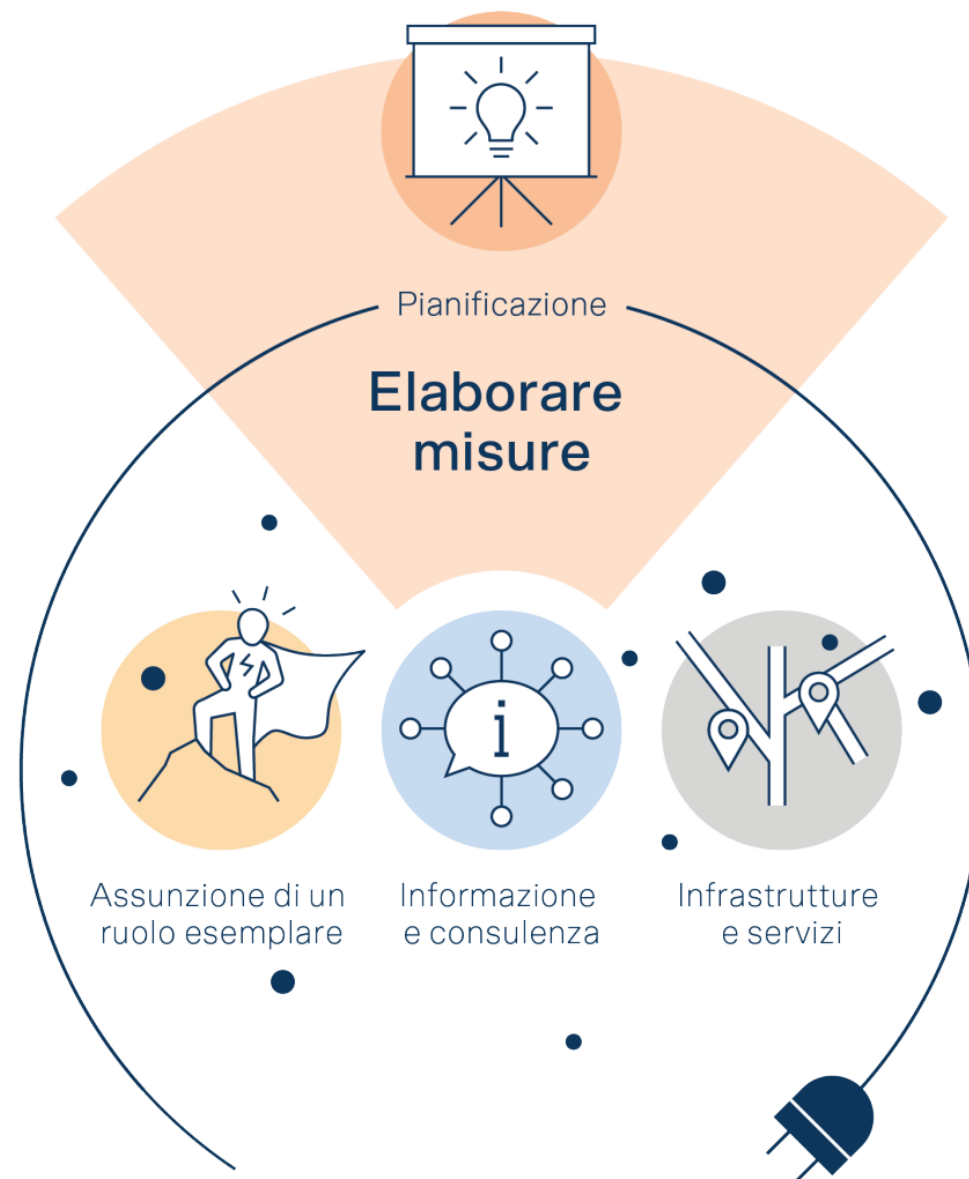 Pianificazione
Elaborare
misure
i
Assunzione di un
ruolo esemplare
Informazione
e consulenza
Infrastrutture
e servizi